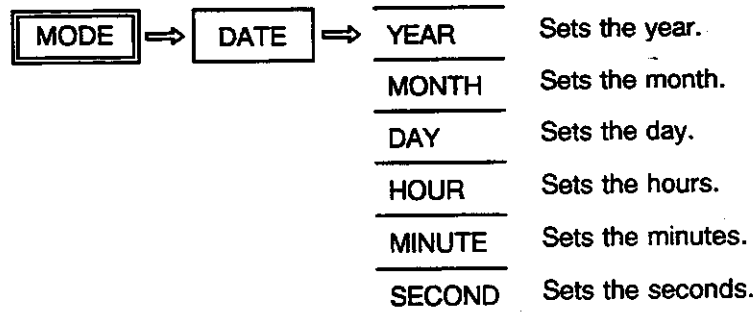 MODE ⇒ DATE ⇒ YEAR Sets the year.
MONTH Sets the month.
DAY Sets the day.
HOUR Sets the hours.
MINUTE Sets the minutes.
SECOND Sets the seconds.